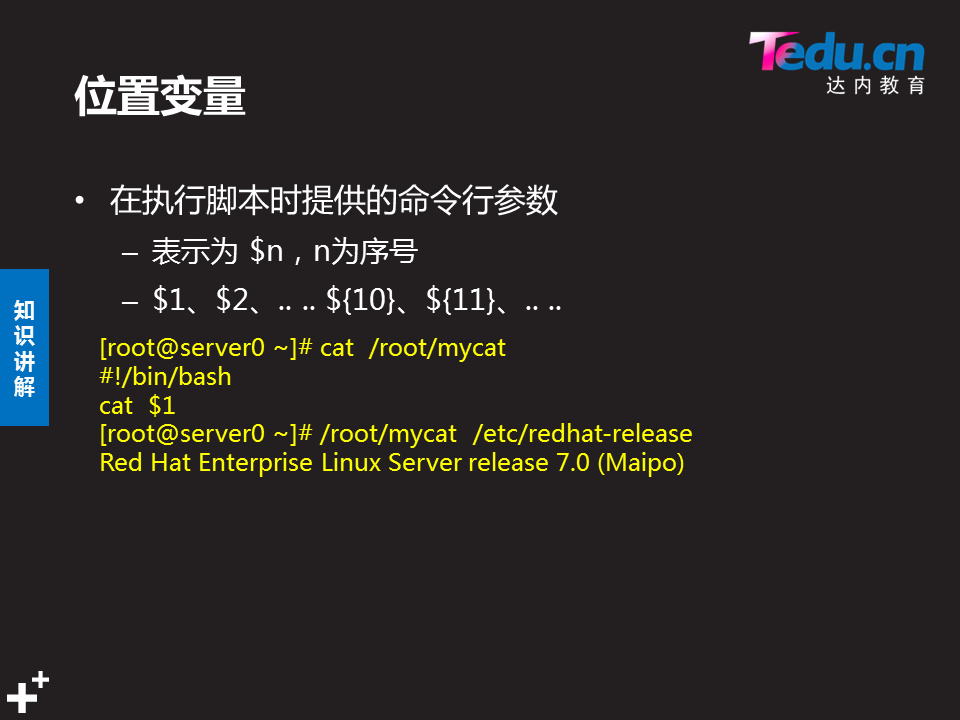 Tedu.cn
达内教育
位置变量
• 在执行脚本时提供的命令行参数
– 表示为 $n，n为序号
– $1、$2、.. .. ${10}、${11}、.. ..
知识讲解
[root@server0 ~]# cat  /root/mycat
#!/bin/bash
cat  $1
[root@server0 ~]# /root/mycat  /etc/redhat-release
Red Hat Enterprise Linux Server release 7.0 (Maipo)